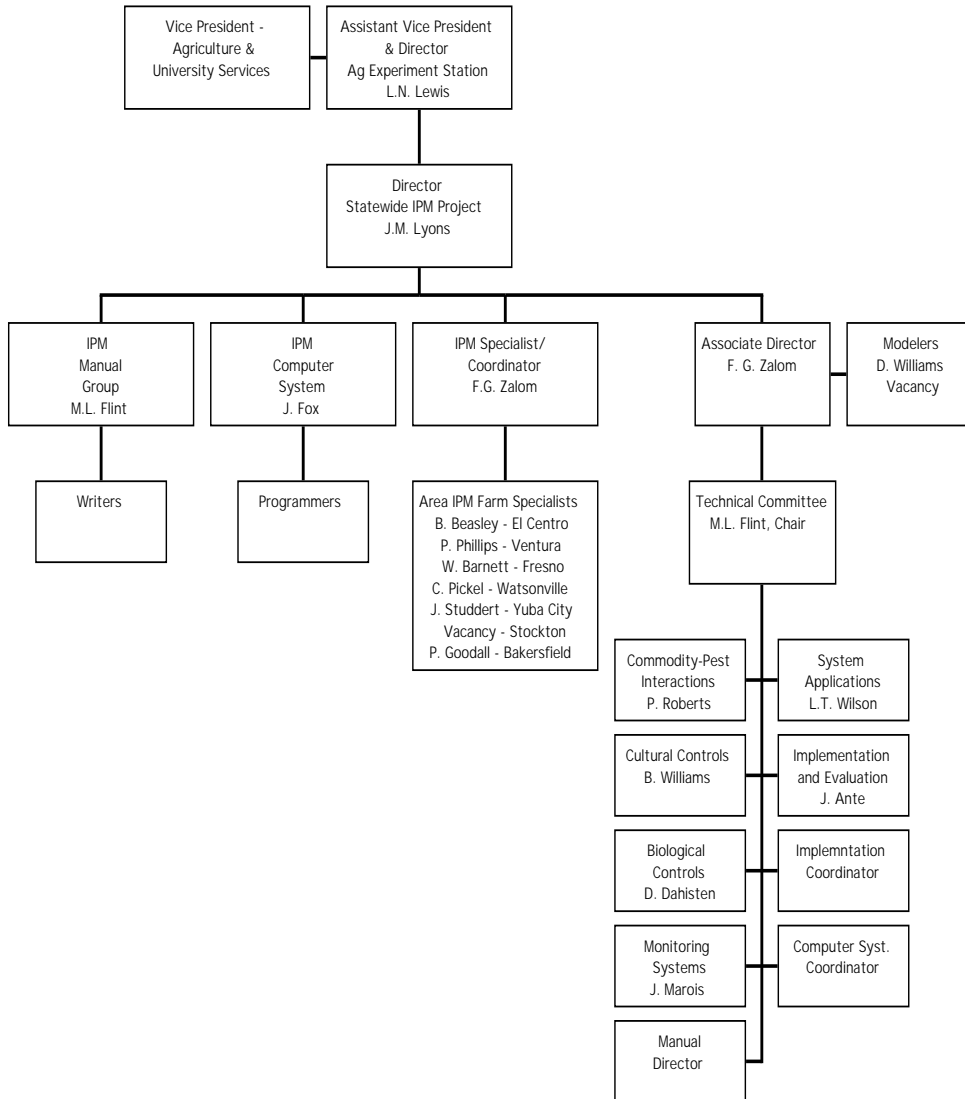 Vice President -
Agriculture &
University Services
Assistant Vice President
& Director
Ag Experiment Station
L.N. Lewis
Director
Statewide IPM Project
J.M. Lyons
IPM
Manual
Group
M.L. Flint
IPM
Computer
System
J. Fox
IPM Specialist/
Coordinator
F.G. Zalom
Associate Director
F. G. Zalom
Modelers
D. Williams
Vacancy
Writers
Programmers
Area IPM Farm Specialists
B. Beasley - El Centro
P. Phillips - Ventura
W. Barnett - Fresno
C. Pickel - Watsonville
J. Studdert - Yuba City
Vacancy - Stockton
P. Goodall - Bakersfield
Technical Committee
M.L. Flint, Chair
Commodity-Pest
Interactions
P. Roberts
System
Applications
L.T. Wilson
Cultural Controls
B. Williams
Implementation
and Evaluation
J. Ante
Biological
Controls
D. Dahisten
Implemntation
Coordinator
Monitoring
Systems
J. Marois
Computer Syst.
Coordinator
Manual
Director